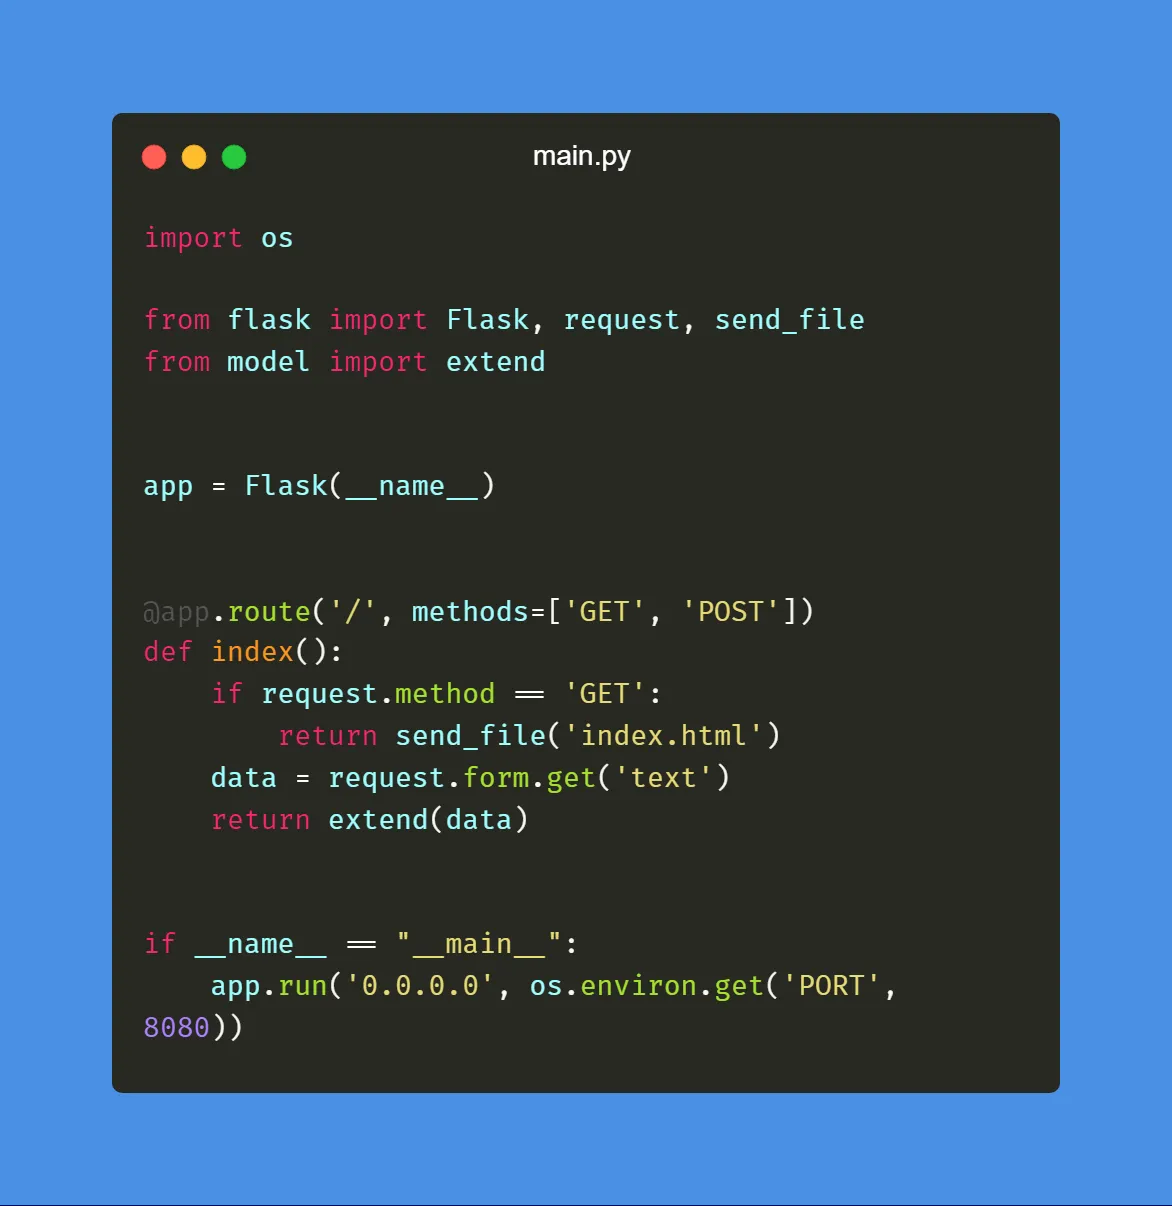 main.py
import os
from flask import Flask, request, send_file
from model import extend
app = Flask(__name__)
@app.route('/', methods=['GET', 'POST'])
def index():
    if request.method == 'GET':
        return send_file('index.html')
    data = request.form.get('text')
    return extend(data)
if __name__ == "__main__":
    app.run('0.0.0.0', os.environ.get('PORT',
8080))